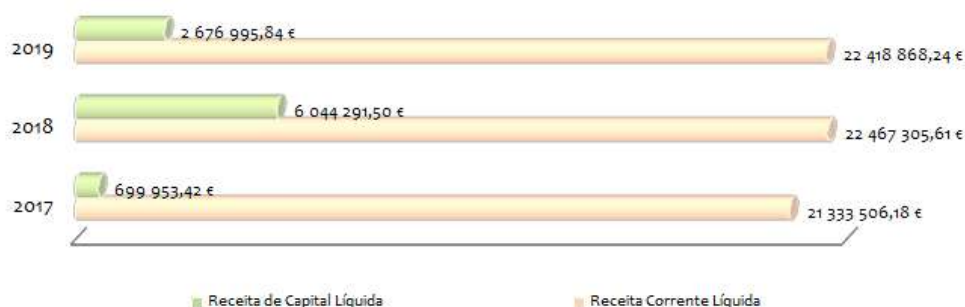 2 676 995,84 €
2019
22 418 868,24 €
6 044 291,50 €
2018
22 467 305,61 €
699 953,42 €
2017
21 333 506,18 €
Receita de Capital Líquida Receita Corrente Líquida